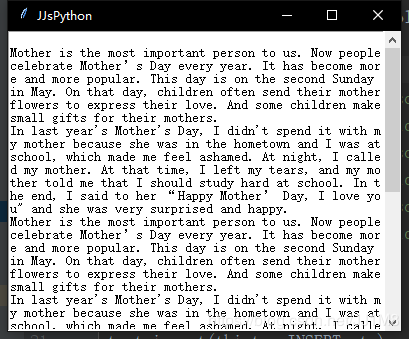 JJsPython
Mother is the most important person to us. Now people
celebrate Mother’s Day every year. It has become mor
e and more popular. This day is on the second Sunday
in May. On that day, children often send their mother
flowers to express their love. And some children make
small gifts for their mothers.
In last year's Mother's Day, I didn't spend it with m
y mother because she was in the hometown and I was at
school, which made me feel ashamed. At night, I calle
d my mother. At that time, I left my tears, and my mo
ther told me that I should study hard at school. In t
he end, I said to her “Happy Mother’ Day, I love yo
u" and she was very surprised and happy.
Mother is the most important person to us. Now people
celebrate Mother’s Day every year. It has become mor
e and more popular. This day is on the second Sunday
in May. On that day, children often send their mother
flowers to express their love. And some children make
small gifts for their mothers.
In last year's Mother's Day, I didn't spend it with m
y mother because she was in the hometown and I was at
school, which made me feel ashamed. At night, I calle
INSERT